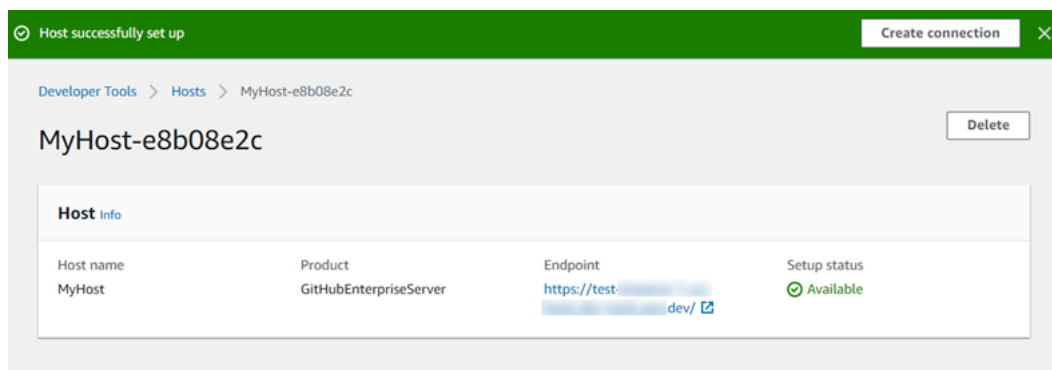 Host successfully set up
Create connection
Developer Tools > Hosts > MyHost-e8b08e2c
MyHost-e8b08e2c
Delete
Host Info
Host name
Product
Endpoint
Setup status
MyHost
GitHubEnterpriseServer
https://test-
Available
dev/